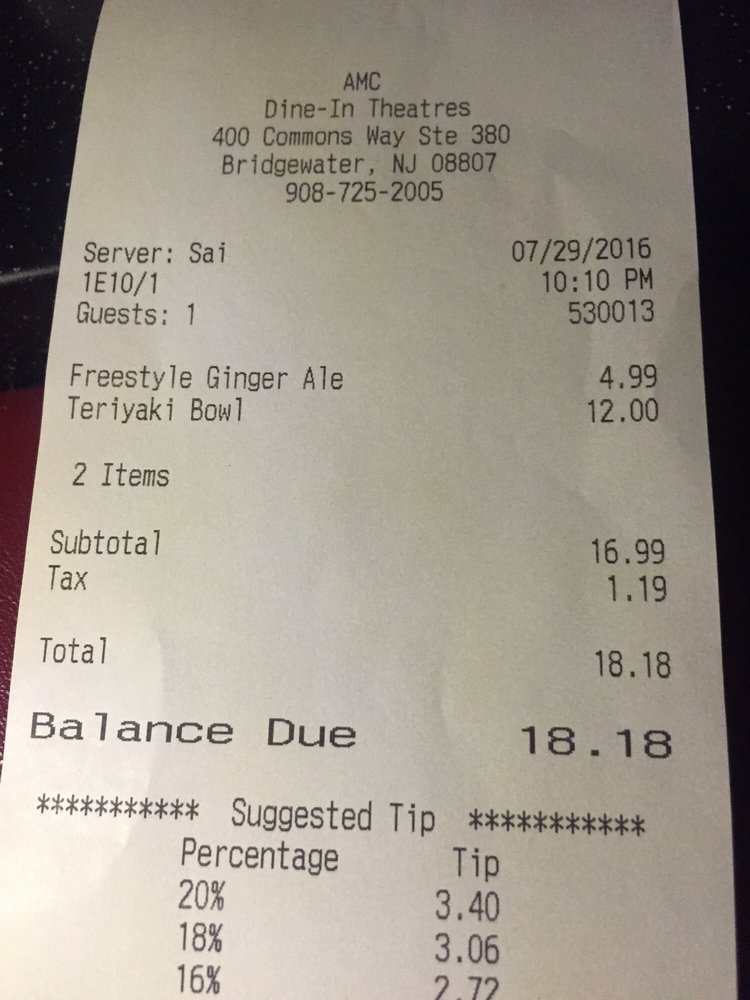 AMC
Dine-In Theatres
400 Commons Way Ste 380
Bridgewater, NJ 08807
908-725-2005
Server: Sai 07/29/2016
1E10/1 10:10 PM
Guests: 1 530013
Freestyle Ginger Ale 4.99
Teriyaki Bowl 12.00
2 Items
Subtotal 16.99
Tax 1.19
Total 18.18
Balance Due 18.18
*********** Suggested Tip ***********
Percentage Tip
20% 3.40
18% 3.06
16% 2.72